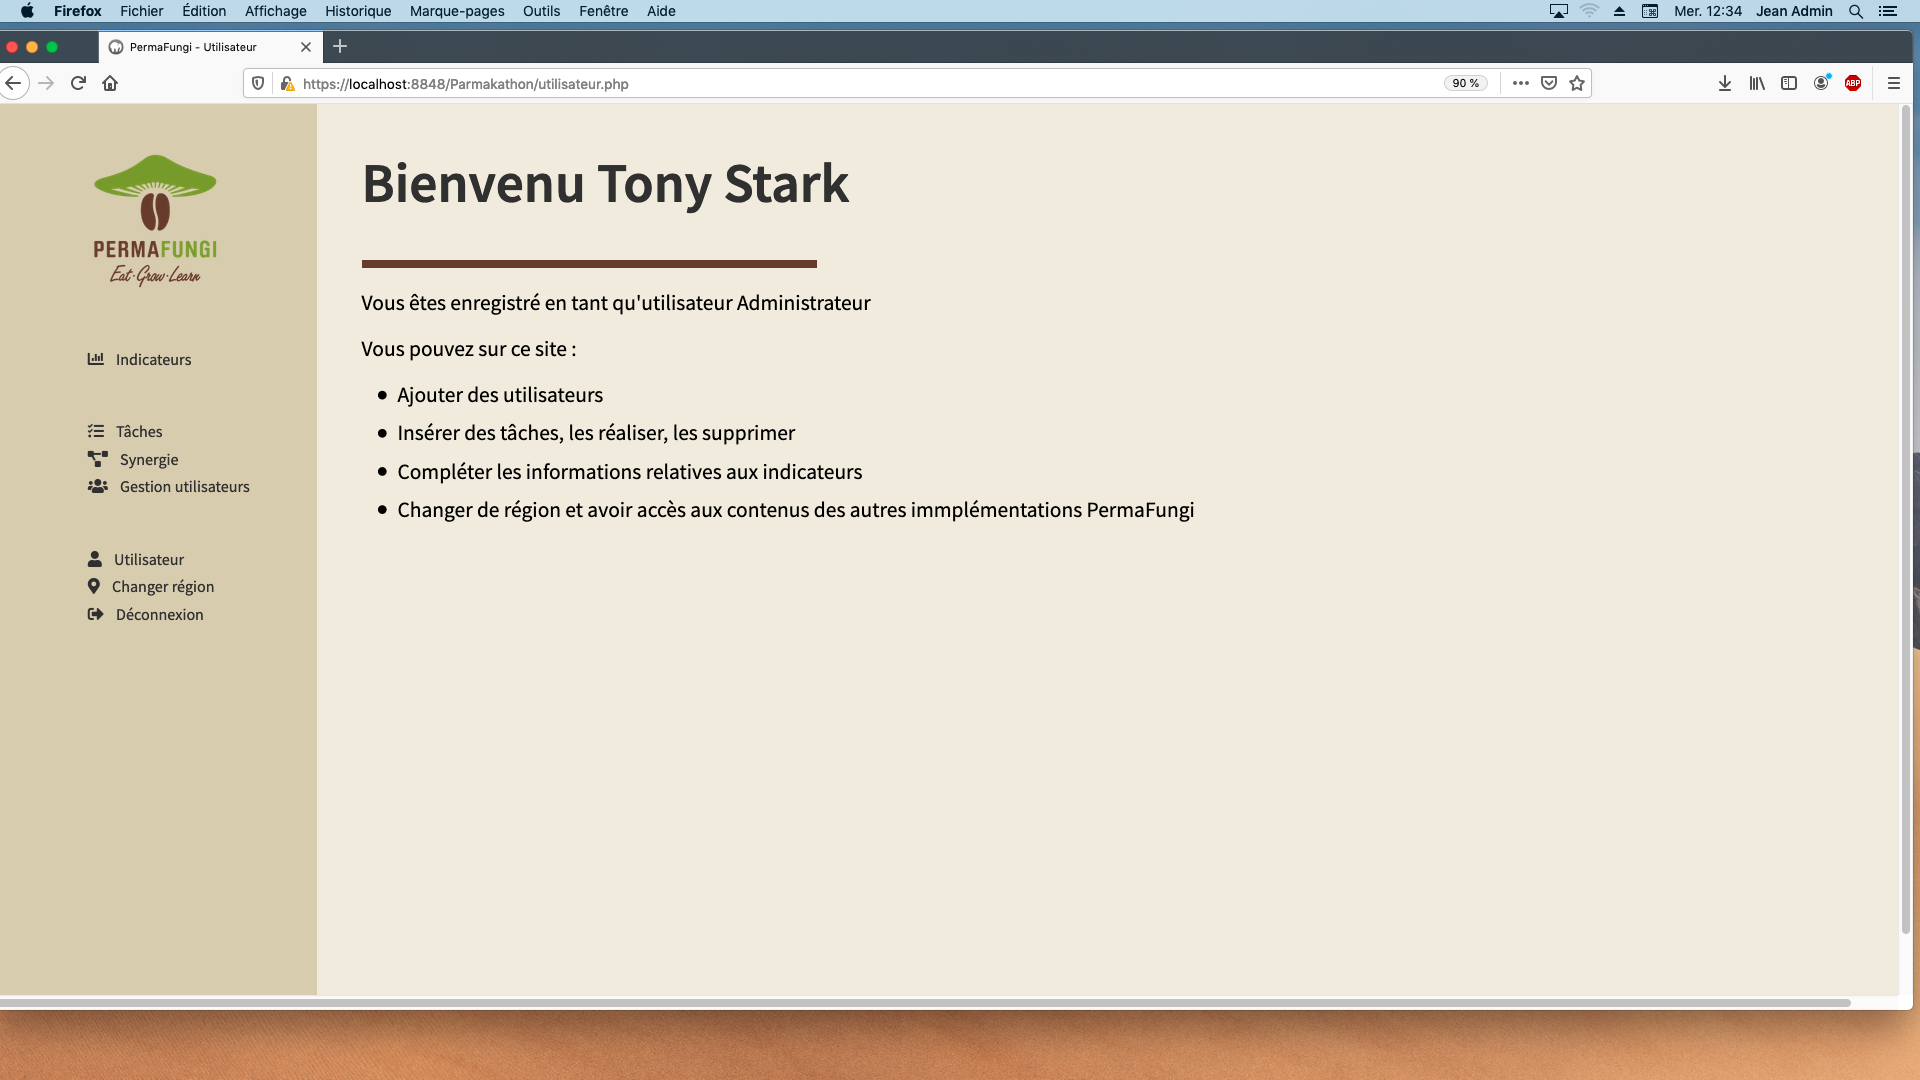 Firefox Fichier Édition Affichage Historique Marque-pages Outils Fenêtre Aide Mer. 12:34 Jean Admin
PermaFungi - Utilisateur
https://localhost:8848/Parmakathon/utilisateur.php 90 % ABP
PERMAFUNGI
Eat·Grow·Learn
Indicateurs
Tâches
Synergie
Gestion utilisateurs
Utilisateur
Changer région
Déconnexion
Bienvenu Tony Stark
Vous êtes enregistré en tant qu'utilisateur Administrateur
Vous pouvez sur ce site :
Ajouter des utilisateurs
Insérer des tâches, les réaliser, les supprimer
Compléter les informations relatives aux indicateurs
Changer de région et avoir accès aux contenus des autres immplémentations PermaFungi